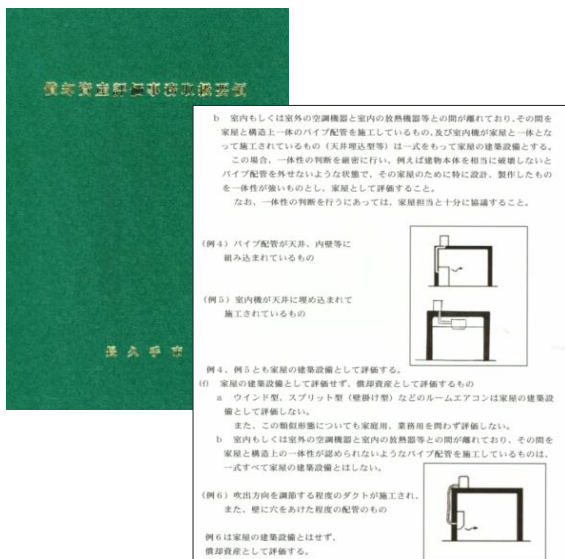 償却資産評価事務取扱要領
長久手市
b 室内もしくは室外の空調機器と室内の放熱機器等との間が離れており、その間を
家屋と構造上一体のパイプ配管を施工しているもの、及び室内機が家屋と一体とな
って施工されているもの（天井埋込型等）は一式をもって家屋の建築設備とする。
この場合、一体性の判断を厳密に行い、例えば建物本体を相当に破壊しないと
パイプ配管を外せないような状態で、その家屋のために特に設計、製作したもの
を一体性が強いものとし、家屋として評価すること。
なお、一体性の判断を行うにあっては、家屋担当と十分に協議すること。
（例４）パイプ配管が天井、内壁等に
組み込まれているもの
（例５）室内機が天井に埋め込まれて
施工されているもの
例４、例５とも家屋の建築設備として評価する。
(f) 家屋の建築設備として評価せず、償却資産として評価するもの
a ウインド型、スプリット型（壁掛け型）などのルームエアコンは家屋の建築設
備として評価しない。
また、この類似形態についても家庭用、業務用を問わず評価しない。
b 室内もしくは室外の空調機器と室内の放熱器等との間が離れており、その間を
家屋と構造上の一体性が認められないようなパイプ配管を施工しているものは、
一式すべて家屋の建築設備とはしない。
（例６）吹出方向を調節する程度のダクトが施工され、
また、壁に穴をあけた程度の配管のもの
例６は家屋の建築設備とはせず、
償却資産として評価する。